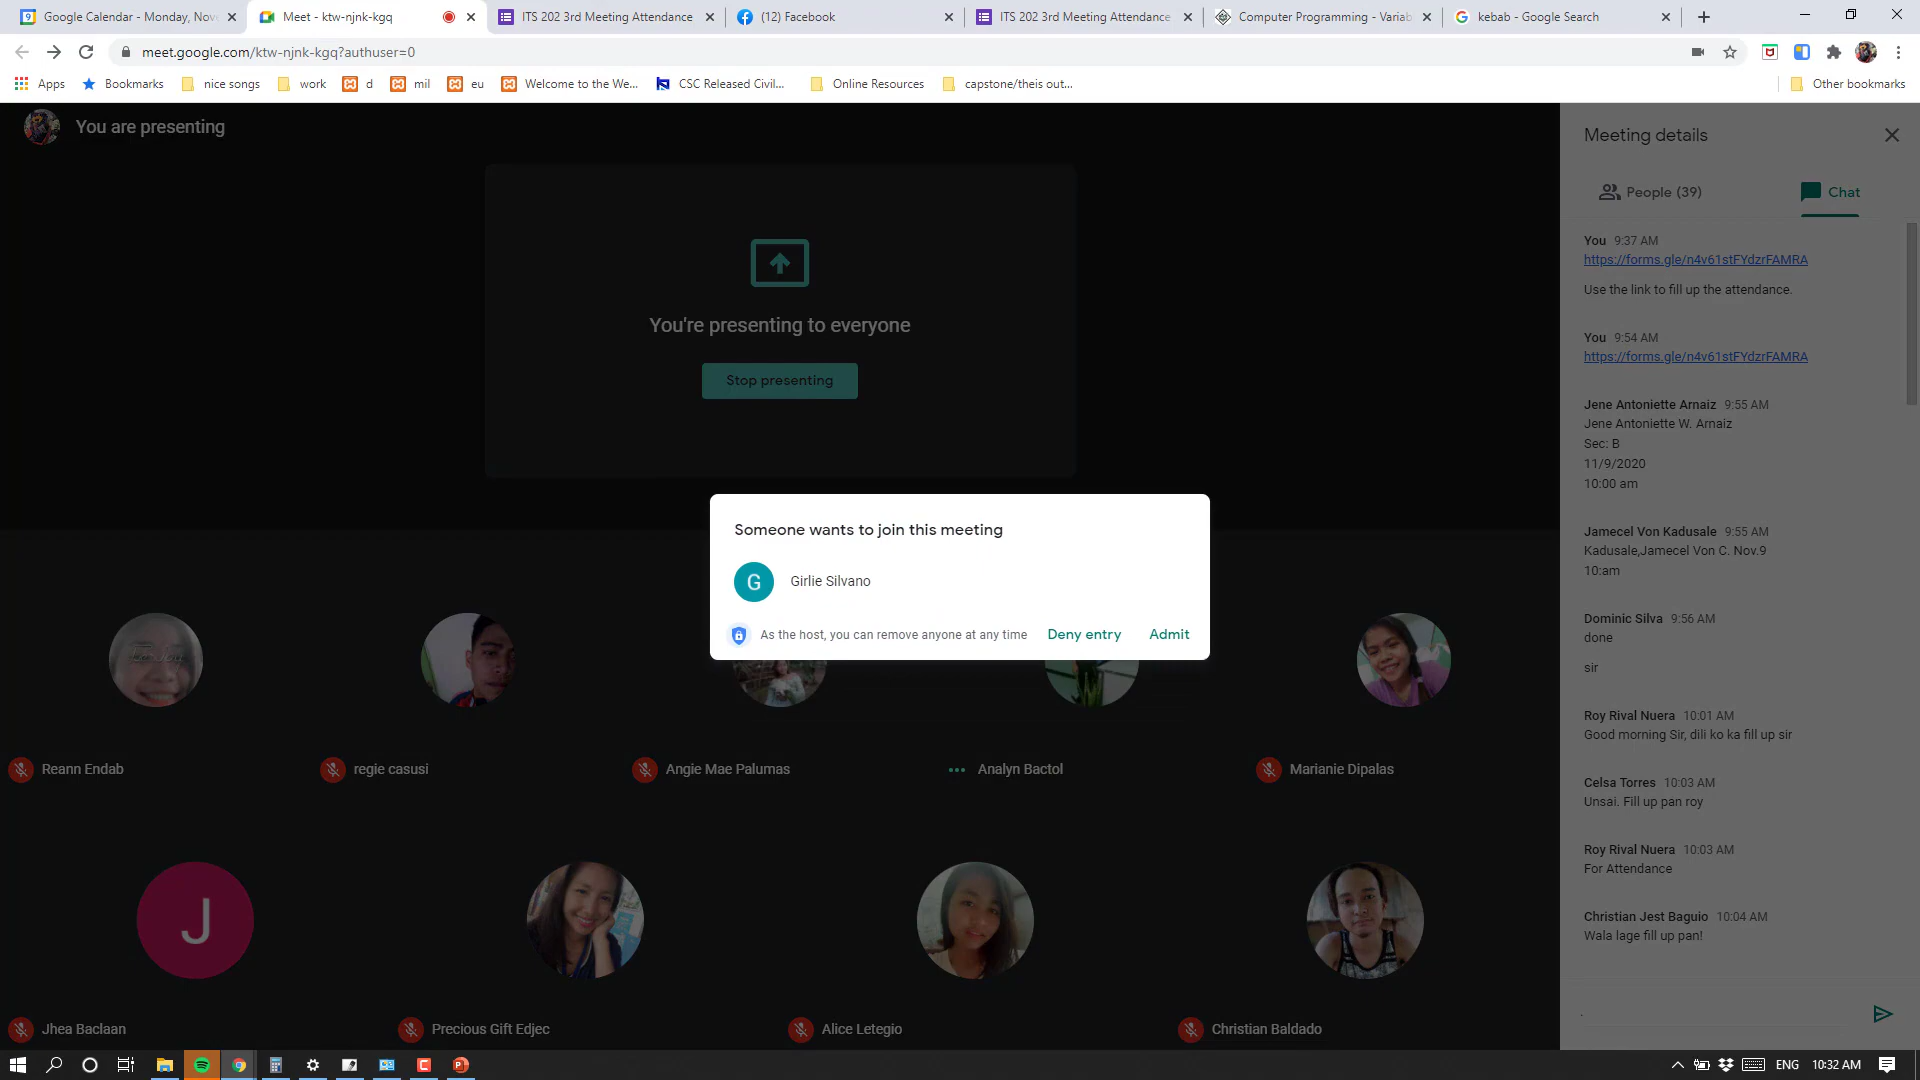 Google Calendar - Monday, Nov
Meet - ktw-njnk-kgq
ITS 202 3rd Meeting Attendance
(12) Facebook
ITS 202 3rd Meeting Attendance
Computer Programming - Variab
kebab - Google Search
meet.google.com/ktw-njnk-kgq?authuser=0
Apps
Bookmarks
nice songs
work
d
mil
eu
Welcome to the We...
CSC Released Civil...
Online Resources
capstone/theis out...
Other bookmarks
You are presenting
You're presenting to everyone
Stop presenting
Someone wants to join this meeting
G
Girlie Silvano
As the host, you can remove anyone at any time
Deny entry
Admit
Reann Endab
regie casusi
Angie Mae Palumas
Analyn Bactol
Marianie Dipalas
J
Jhea Baclaan
Precious Gift Edjec
Alice Letegio
Christian Baldado
Meeting details
People (39)
Chat
You 9:37 AM
https://forms.gle/n4v61stFYdzrFAMRA
Use the link to fill up the attendance.
You 9:54 AM
https://forms.gle/n4v61stFYdzrFAMRA
Jene Antoniette Arnaiz 9:55 AM
Jene Antoniette W. Arnaiz
Sec: B
11/9/2020
10:00 am
Jamecel Von Kadusale 9:55 AM
Kadusale,Jamecel Von C. Nov.9
10:am
Dominic Silva 9:56 AM
done
sir
Roy Rival Nuera 10:01 AM
Good morning Sir, dili ko ka fill up sir
Celsa Torres 10:03 AM
Unsai. Fill up pan roy
Roy Rival Nuera 10:03 AM
For Attendance
Christian Jest Baguio 10:04 AM
Wala lage fill up pan!
ENG
10:32 AM